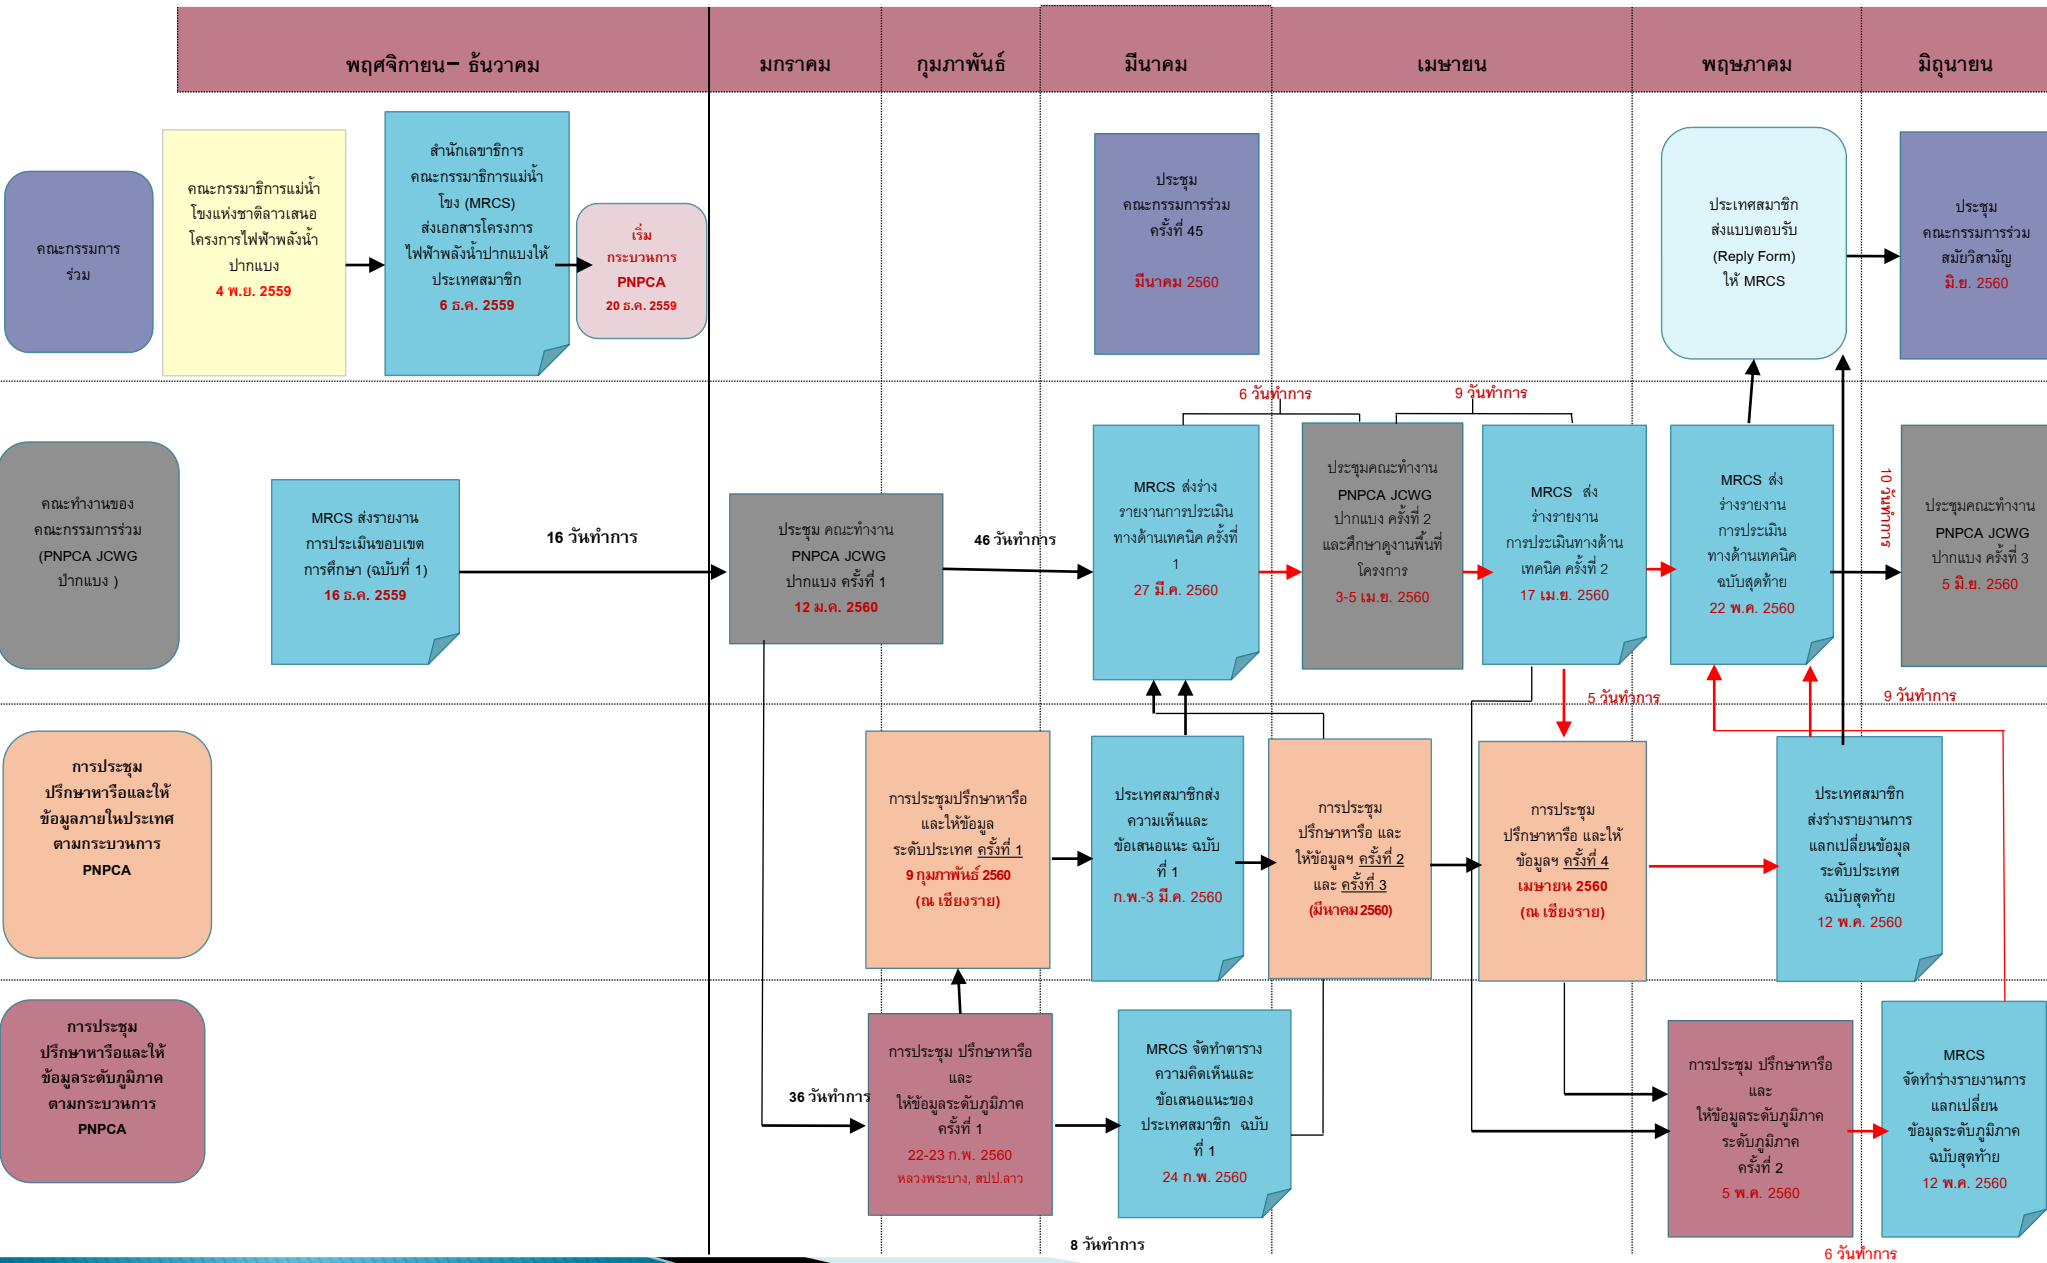 พฤศจิกายน– ธันวาคม
มกราคม
กุมภาพันธ์
มีนาคม
เมษายน
พฤษภาคม
มิถุนายน
คณะกรรมการ
ร่วม
คณะกรรมาธิการแม่น้ำ
โขงแห่งชาติลาวเสนอ
โครงการไฟฟ้าพลังน้ำ
ปากแบง
4 พ.ย. 2559
สำนักเลขาธิการ
คณะกรรมาธิการแม่น้ำ
โขง (MRCS)
ส่งเอกสารโครงการ
ไฟฟ้าพลังน้ำปากแบงให้
ประเทศสมาชิก
6 ธ.ค. 2559
เริ่ม
กระบวนการ
PNPCA
20 ธ.ค. 2559
ประชุม
คณะกรรมการร่วม
ครั้งที่ 45
มีนาคม 2560
ประเทศสมาชิก
ส่งแบบตอบรับ
(Reply Form)
ให้ MRCS
ประชุม
คณะกรรมการร่วม
สมัยวิสามัญ
มิ.ย. 2560
6 วันทำการ
9 วันทำการ
คณะทำงานของ
คณะกรรมการร่วม
(PNPCA JCWG
ปากแบง )
MRCS ส่งรายงาน
การประเมินขอบเขต
การศึกษา (ฉบับที่ 1)
16 ธ.ค. 2559
16 วันทำการ
ประชุม คณะทำงาน
PNPCA JCWG
ปากแบง ครั้งที่ 1
12 ม.ค. 2560
46 วันทำการ
MRCS ส่งร่าง
รายงานการประเมิน
ทางด้านเทคนิค ครั้งที่
1
27 มี.ค. 2560
ประชุมคณะทำงาน
PNPCA JCWG
ปากแบง ครั้งที่ 2
และศึกษาดูงานพื้นที่
โครงการ
3-5 เม.ย. 2560
MRCS ส่ง
ร่างรายงาน
การประเมินทางด้าน
เทคนิค ครั้งที่ 2
17 เม.ย. 2560
MRCS ส่ง
ร่างรายงาน
การประเมิน
ทางด้านเทคนิค
ฉบับสุดท้าย
22 พ.ค. 2560
10 วันทำการ
ประชุมคณะทำงาน
PNPCA JCWG
ปากแบง ครั้งที่ 3
5 มิ.ย. 2560
5 วันทำการ
9 วันทำการ
การประชุม
ปรึกษาหารือและให้
ข้อมูลภายในประเทศ
ตามกระบวนการ
PNPCA
การประชุมปรึกษาหารือ
และให้ข้อมูล
ระดับประเทศ ครั้งที่ 1
9 กุมภาพันธ์ 2560
(ณ เชียงราย)
ประเทศสมาชิกส่ง
ความเห็นและ
ข้อเสนอแนะ ฉบับ
ที่ 1
ก.พ.-3 มี.ค. 2560
การประชุม
ปรึกษาหารือ และ
ให้ข้อมูลฯ ครั้งที่ 2
และ ครั้งที่ 3
(มีหาคม 2560)
การประชุม
ปรึกษาหารือ และให้
ข้อมูลฯ ครั้งที่ 4
เมษายน 2560
(ณ เชียงราย)
ประเทศสมาชิก
ส่งร่างรายงานการ
แลกเปลี่ยนข้อมูล
ระดับประเทศ
ฉบับสุดท้าย
12 พ.ค. 2560
การประชุม
ปรึกษาหารือและให้
ข้อมูลระดับภูมิภาค
ตามกระบวนการ
PNPCA
36 วันทำการ
การประชุม ปรึกษาหารือ
และ
ให้ข้อมูลระดับภูมิภาค
ครั้งที่ 1
22-23 ก.พ. 2560
หลวงพระบาง, สปป.ลาว
MRCS จัดทำตาราง
ความคิดเห็นและ
ข้อเสนอแนะของ
ประเทศสมาชิก ฉบับ
ที่ 1
24 ก.พ. 2560
การประชุม ปรึกษาหารือ
และ
ให้ข้อมูลระดับภูมิภาค
ระดับภูมิภาค
ครั้งที่ 2
5 พ.ค. 2560
MRCS
จัดทำร่างรายงานการ
แลกเปลี่ยน
ข้อมุลระดับภูมิภาค
ฉบับสุดท้าย
12 พ.ค. 2560
8 วันทำการ
6 วันทำการ